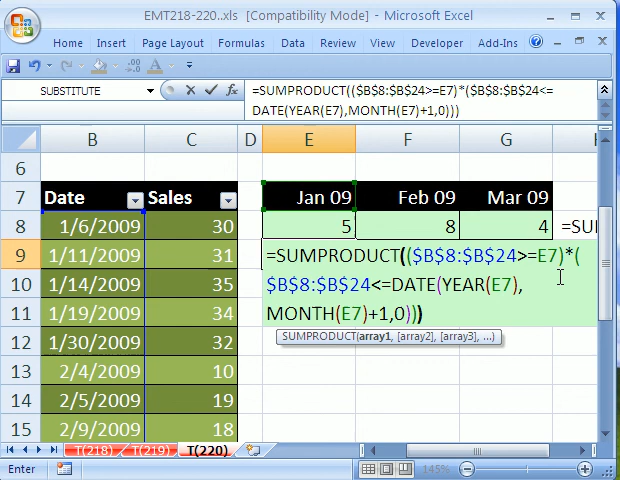 EMT218-220..xls [Compatibility Mode] - Microsoft Excel
Home Insert Page Layout Formulas Data Review View Developer Add-Ins
SUBSTITUTE fx =SUMPRODUCT(($B$8:$B$24>=E7)*($B$8:$B$24<=
DATE(YEAR(E7),MONTH(E7)+1,0)))
B C D E F G H
6
7 Date Sales Jan 09 Feb 09 Mar 09
8 1/6/2009 30 5 8 4 =SU
9 1/11/2009 31 =SUMPRODUCT(($B$8:$B$24>=E7)*(
10 1/14/2009 35 $B$8:$B$24<=DATE(YEAR(E7),
11 1/19/2009 34 MONTH(E7)+1,0)))
12 1/30/2009 32 SUMPRODUCT(array1, [array2], [array3], ...)
13 2/4/2009 10
14 2/5/2009 19
15 2/9/2009 18
T(218) T(219) T(220)
Enter 145%